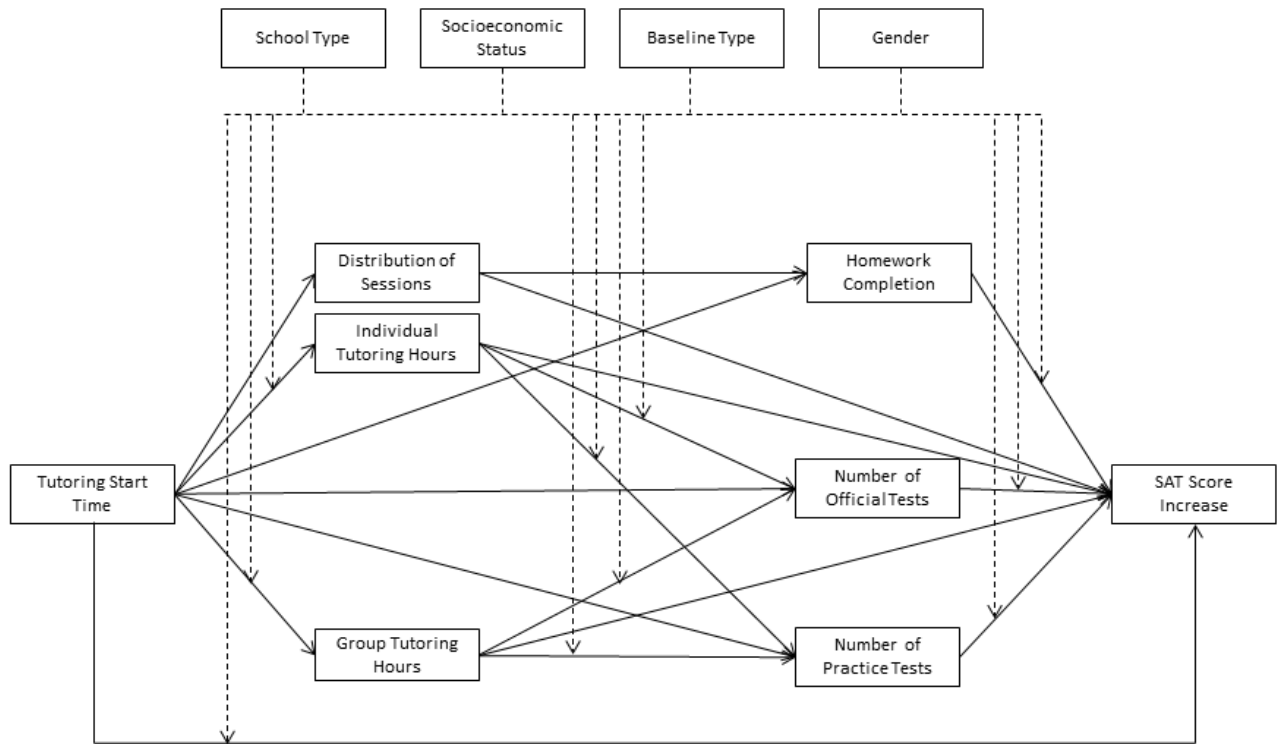 School Type
Socioeconomic
Status
Baseline Type
Gender
Distribution of
Sessions
Homework
Completion
Individual
Tutoring Hours
Tutoring Start
Time
Number of
Official Tests
SAT Score
Increase
Group Tutoring
Hours
Number of
Practice Tests